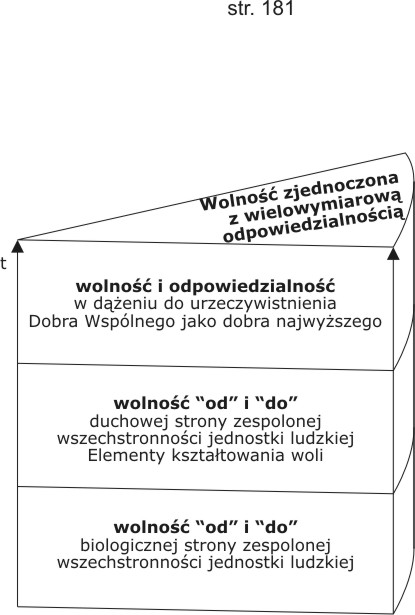 str. 181
Wolność zjednoczona
z wielowymiarową
odpowiedzialnością
t
wolność i odpowiedzialność
w dążeniu do urzeczywistnienia
Dobra Wspólnego jako dobra najwyższego
wolność “od” i “do”
duchowej strony zespolonej
wszechstronności jednostki ludzkiej
Elementy kształtowania woli
wolność “od” i “do”
biologicznej strony zespolonej
wszechstronności jednostki ludzkiej